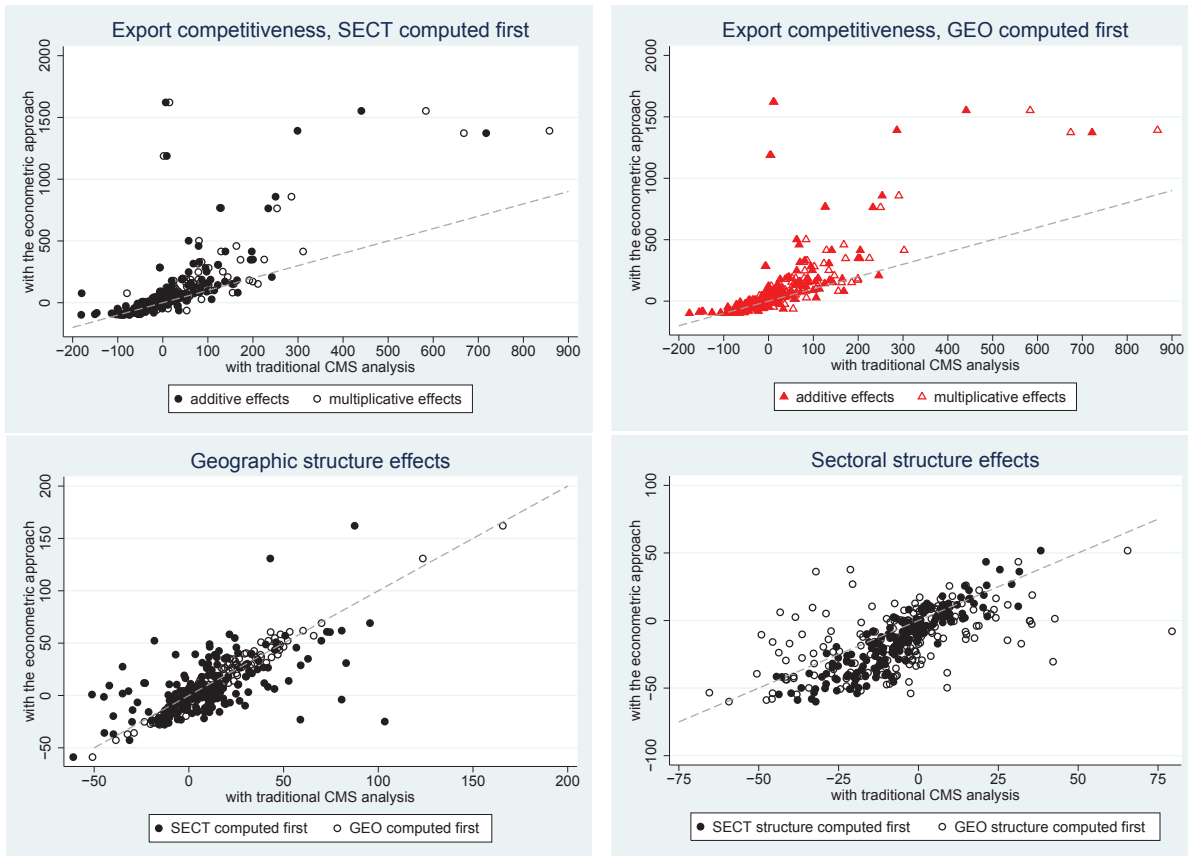 Export competitiveness, SECT computed first
with the econometric approach
2000
1500
1000
500
0
−200 −100 0 100 200 300 400 500 600 700 800 900
with traditional CMS analysis
additive effects multiplicative effects
Export competitiveness, GEO computed first
with the econometric approach
2000
1500
1000
500
0
−200 −100 0 100 200 300 400 500 600 700 800 900
with traditional CMS analysis
additive effects multiplicative effects
Geographic structure effects
with the econometric approach
200
150
100
50
0
−50
−50 0 50 100 150 200
with traditional CMS analysis
SECT computed first GEO computed first
Sectoral structure effects
with the econometric approach
100
50
0
−50
−100
−75 −50 −25 0 25 50 75
with traditional CMS analysis
SECT structure computed first GEO structure computed first